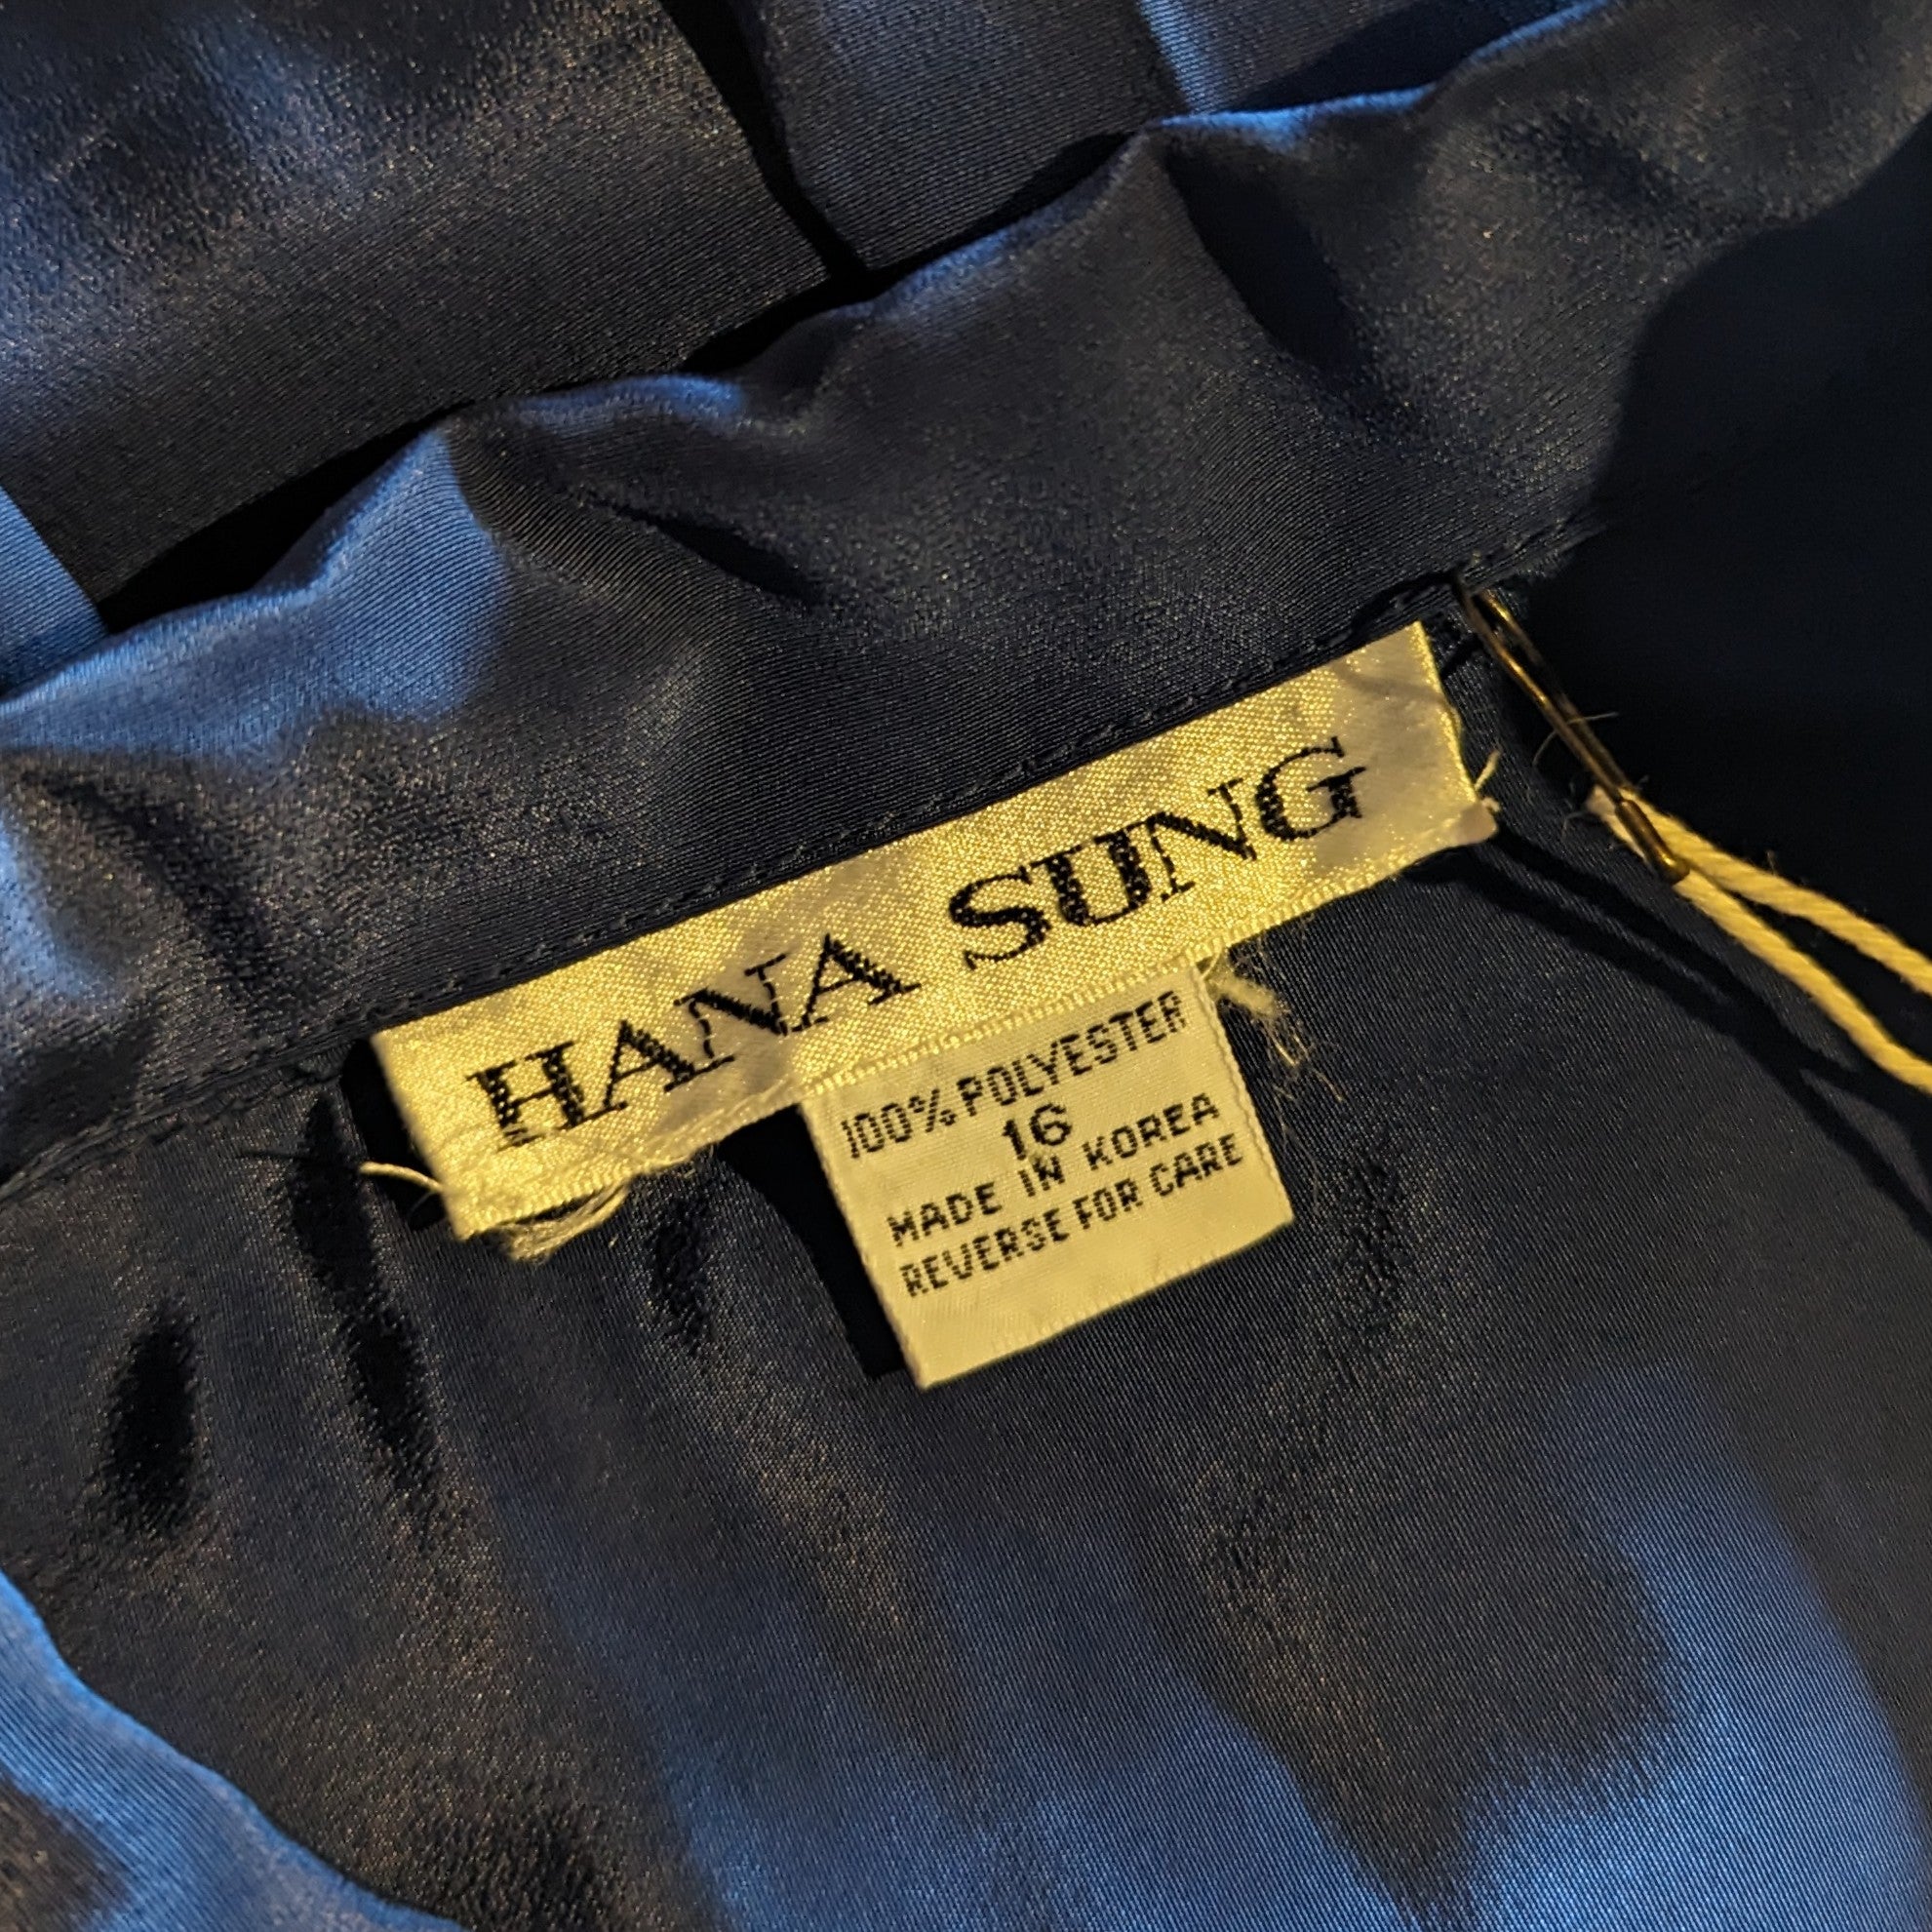 HANA SUNG
100% POLYESTER
16
MADE IN KOREA
REVERSE FOR CARE